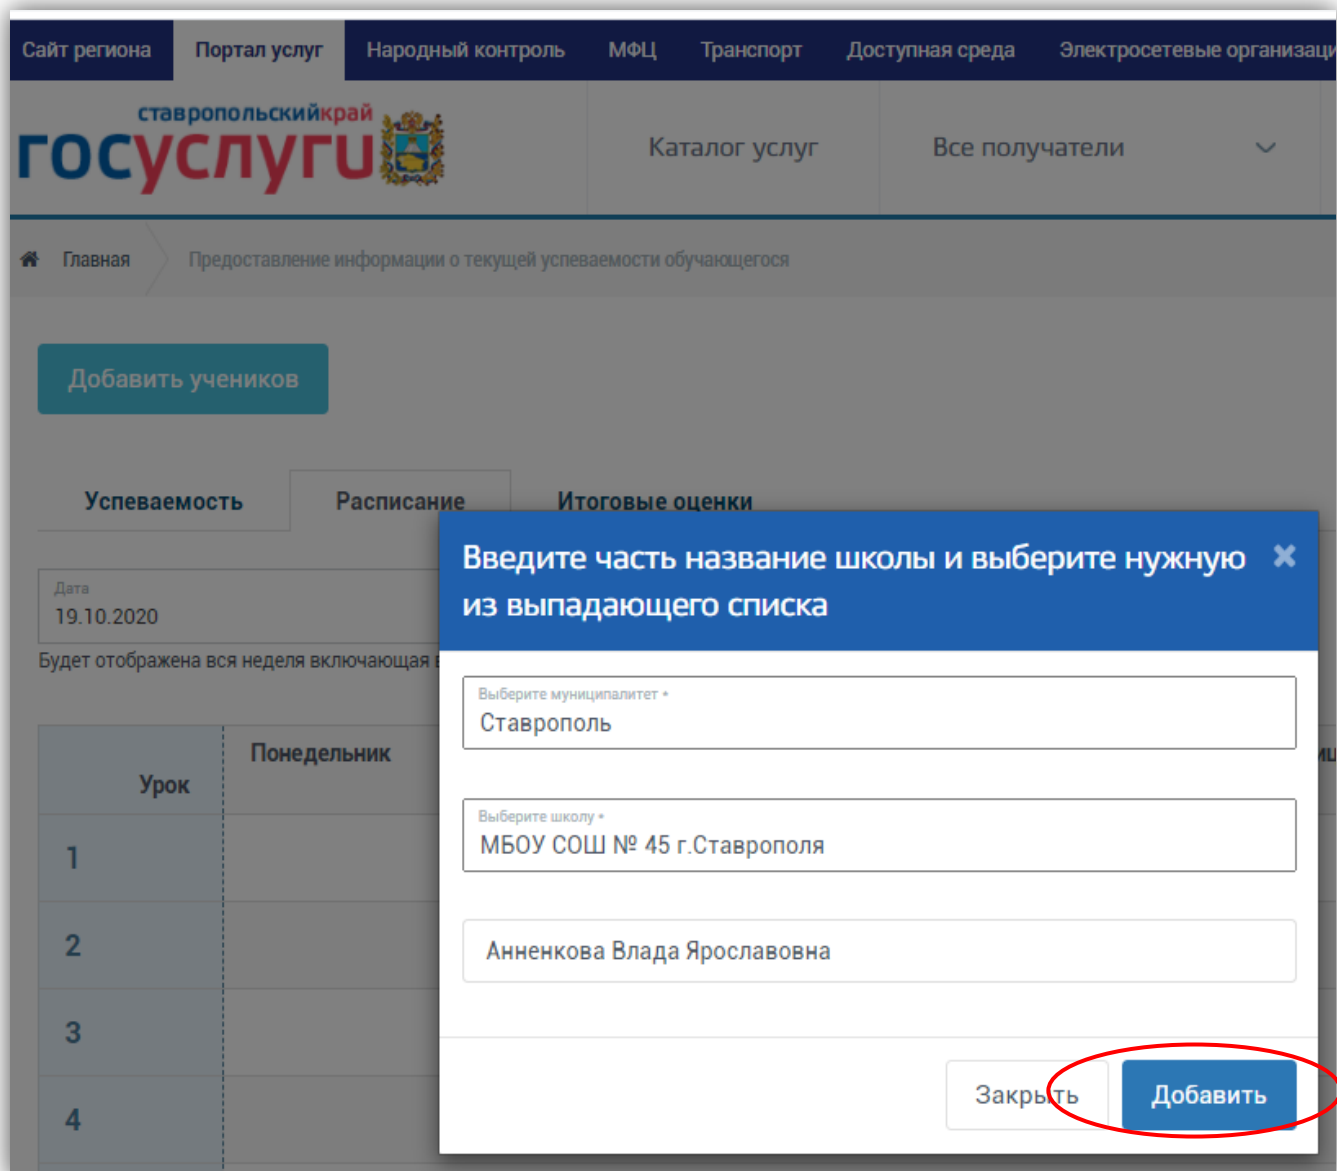 Сайт региона Портал услуг Народный контроль МФЦ Транспорт Доступная среда Электросетевые организаци
ставропольскийкрай
госуслуги
Каталог услуг Все получатели
Главная Предоставление информации о текущей успеваемости обучающегося
Добавить учеников
Успеваемость Расписание Итоговые оценки
Введите часть название школы и выберите нужную
из выпадающего списка
Дата
19.10.2020
Будет отображена вся неделя включающая
Выберите муниципалитет *
Ставрополь
Понедельник
Урок
Выберите школу *
МБОУ СОШ № 45 г.Ставрополя
1
2
Анненкова Влада Ярославовна
3
Закрыть Добавить
4